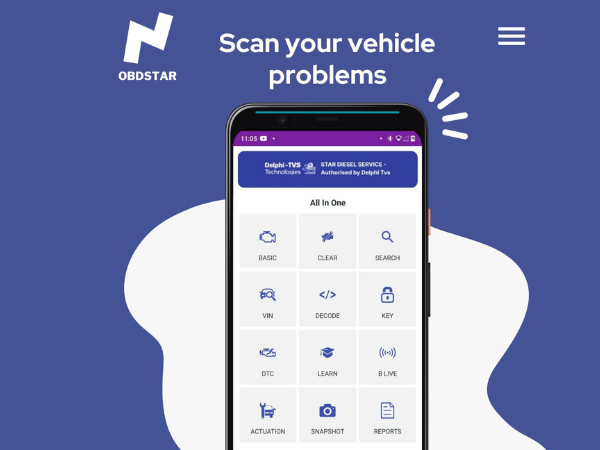 OBDSTAR
Scan your vehicle
problems
11:05
Delphi-TVS
Technologies
STAR DIESEL SERVICE -
Authorised by Delphi Tvs
All In One
BASIC
CLEAR
SEARCH
VIN
DECODE
KEY
DTC
LEARN
B LIVE
ACTUATION
SNAPSHOT
REPORTS